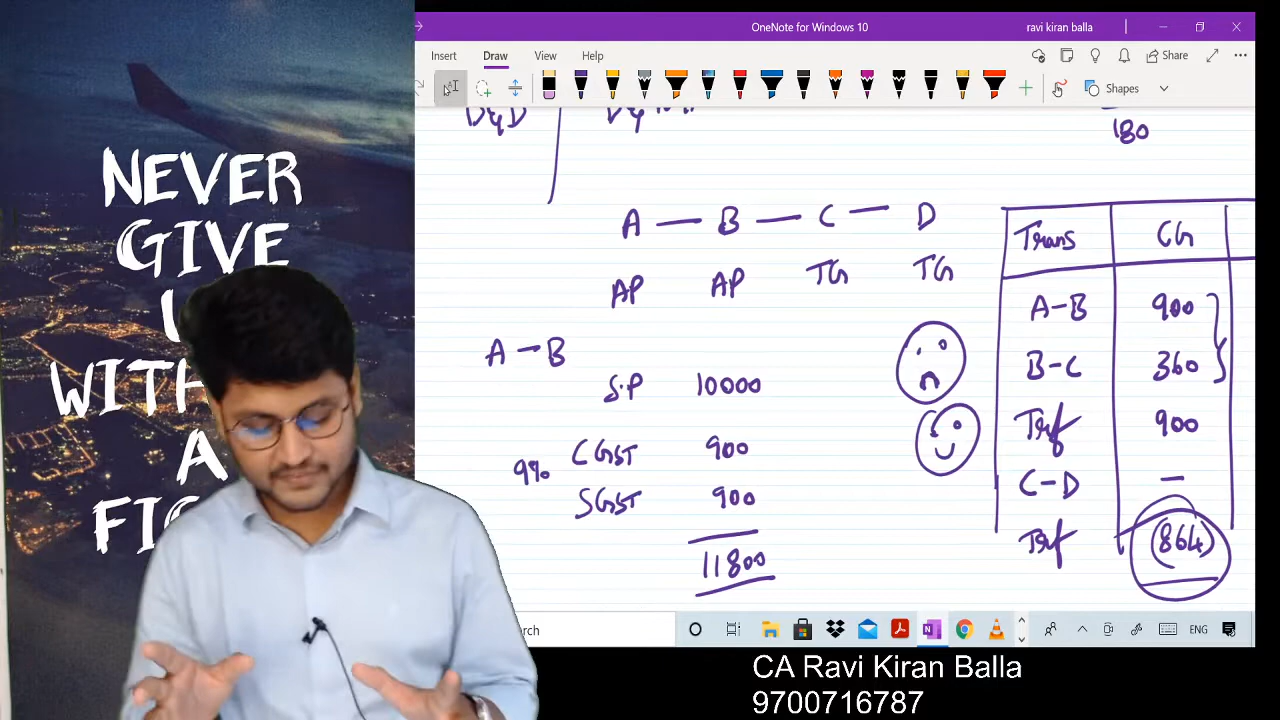 NEVER
GIVE
WITH
A
OneNote for Windows 10
ravi kiran balla
Insert
Draw
View
Help
Share
Shapes
180
A — B — C — D
AP AP TG TG
A — B
S.P 10000
9% CGST 900
SGST 900
11800
Trans CG
A-B 900
B-C 360
Trf 900
C-D —
Trf (864)
rch
ENG
CA Ravi Kiran Balla
9700716787